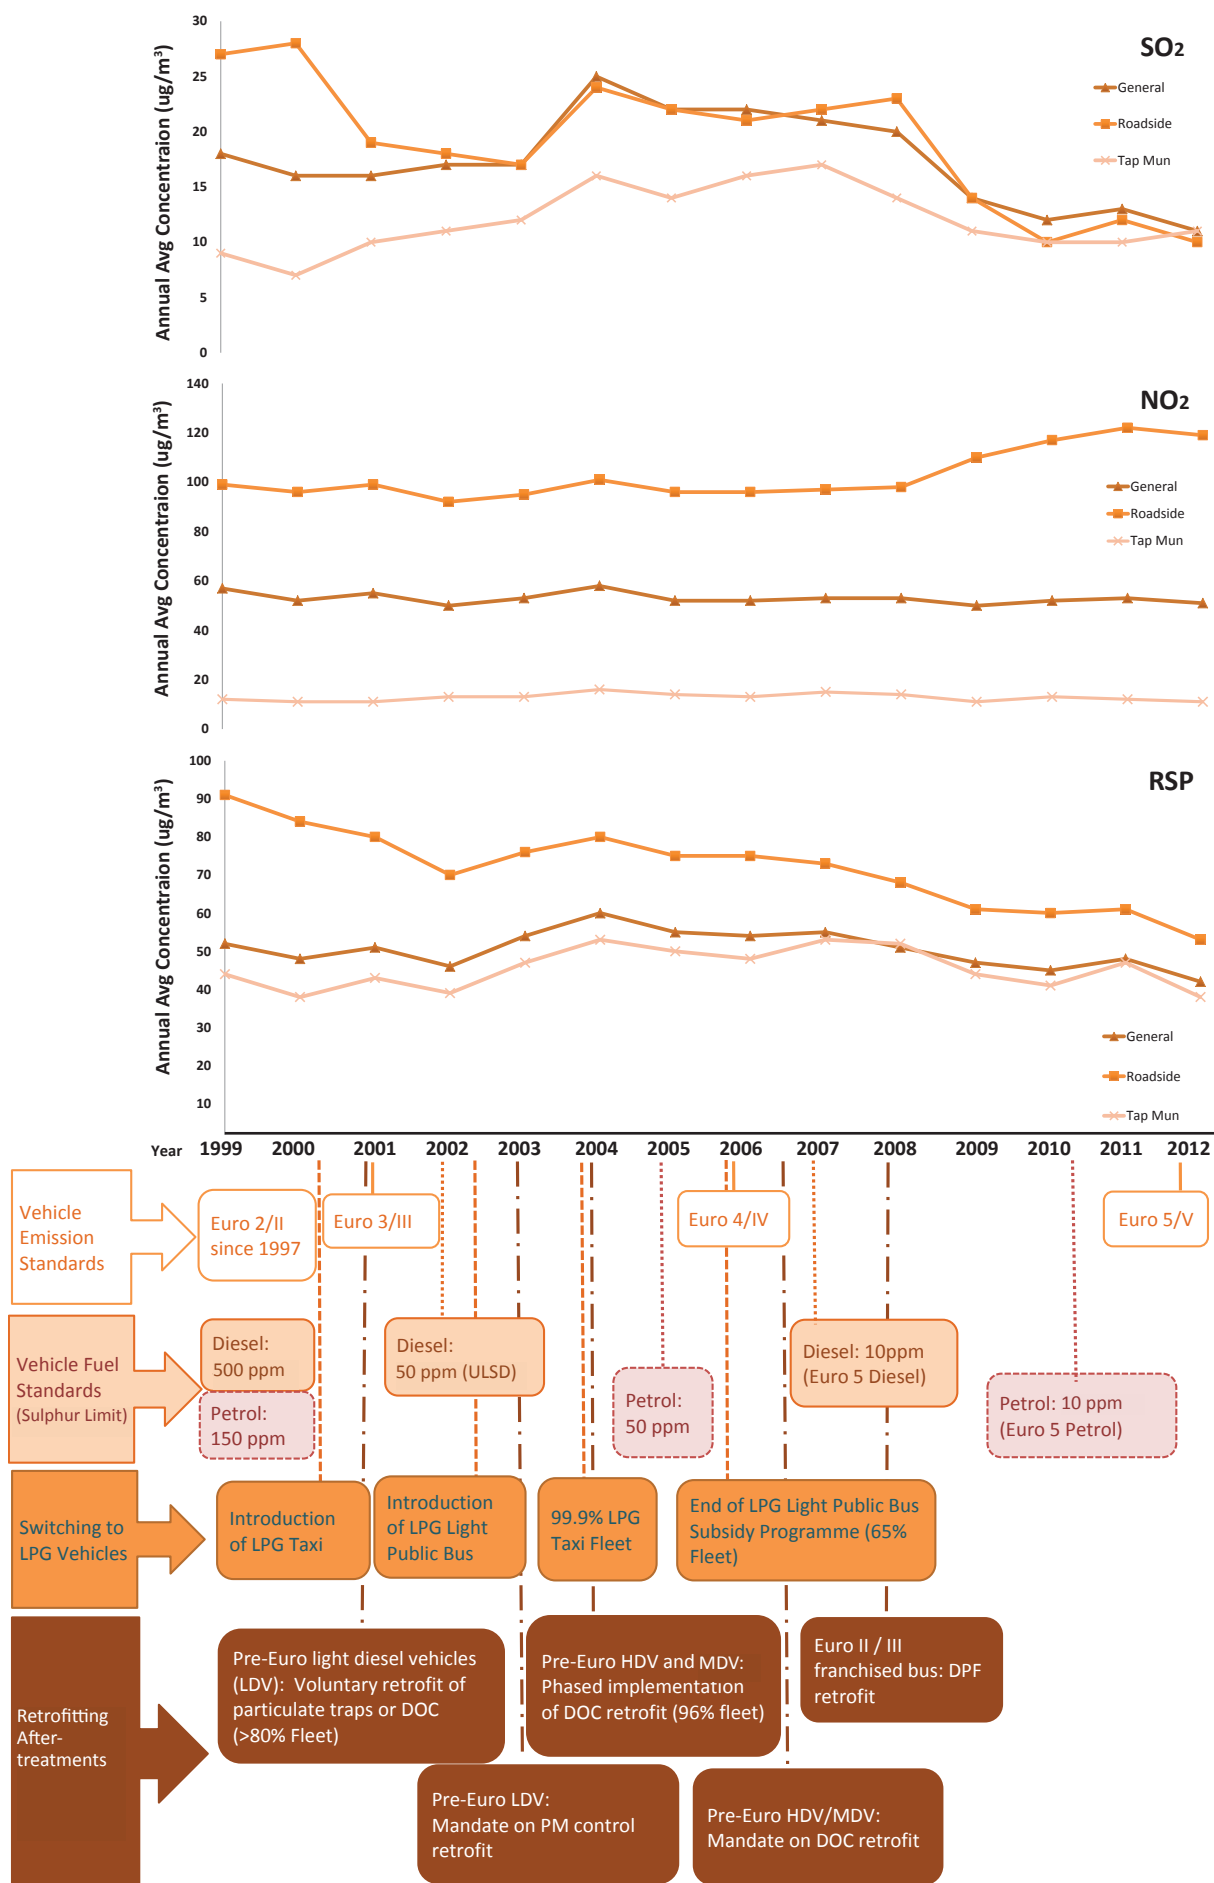 SO2
Annual Avg Concentraion (ug/m³)
30
25
20
15
10
5
0
General
Roadside
Tap Mun
NO2
Annual Avg Concentraion (ug/m³)
140
120
100
80
60
40
20
0
General
Roadside
Tap Mun
RSP
Annual Avg Concentraion (ug/m³)
100
90
80
70
60
50
40
30
20
10
General
Roadside
Tap Mun
Year 1999 2000 2001 2002 2003 2004 2005 2006 2007 2008 2009 2010 2011 2012
Vehicle
Emission
Standards
Euro 2/II
since 1997
Euro 3/III
Euro 4/IV
Euro 5/V
Vehicle Fuel
Standards
(Sulphur Limit)
Diesel:
500 ppm
Petrol:
150 ppm
Diesel:
50 ppm (ULSD)
Petrol:
50 ppm
Diesel: 10ppm
(Euro 5 Diesel)
Petrol: 10 ppm
(Euro 5 Petrol)
Switching to
LPG Vehicles
Introduction
of LPG Taxi
Introduction
of LPG Light
Public Bus
99.9% LPG
Taxi Fleet
End of LPG Light Public Bus
Subsidy Programme (65%
Fleet)
Retrofitting
After-
treatments
Pre-Euro light diesel vehicles
(LDV): Voluntary retrofit of
particulate traps or DOC
(>80% Fleet)
Pre-Euro HDV and MDV:
Phased implementation
of DOC retrofit (96% fleet)
Euro II / III
franchised bus: DPF
retrofit
Pre-Euro LDV:
Mandate on PM control
retrofit
Pre-Euro HDV/MDV:
Mandate on DOC retrofit